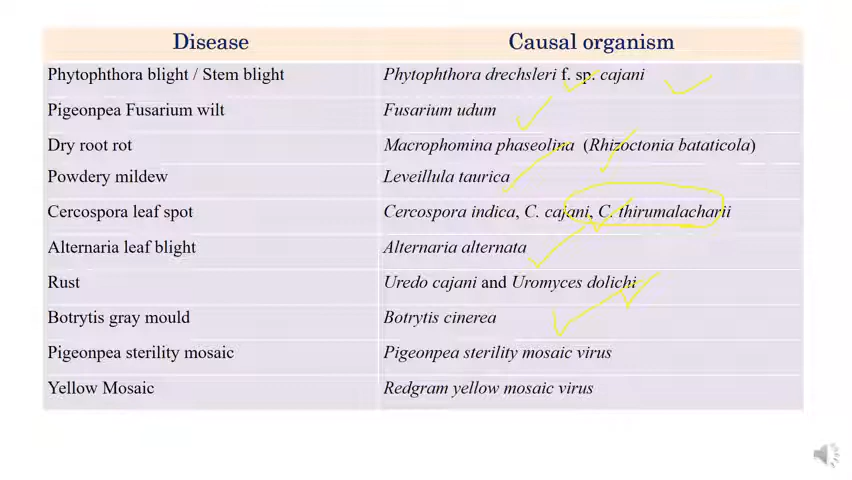 Disease Causal organism
Phytophthora blight / Stem blight Phytophthora drechsleri f. sp. cajani
Pigeonpea Fusarium wilt Fusarium udum
Dry root rot Macrophomina phaseolina (Rhizoctonia bataticola)
Powdery mildew Leveillula taurica
Cercospora leaf spot Cercospora indica, C. cajani, C. thirumalacharii
Alternaria leaf blight Alternaria alternata
Rust Uredo cajani and Uromyces dolichi
Botrytis gray mould Botrytis cinerea
Pigeonpea sterility mosaic Pigeonpea sterility mosaic virus
Yellow Mosaic Redgram yellow mosaic virus